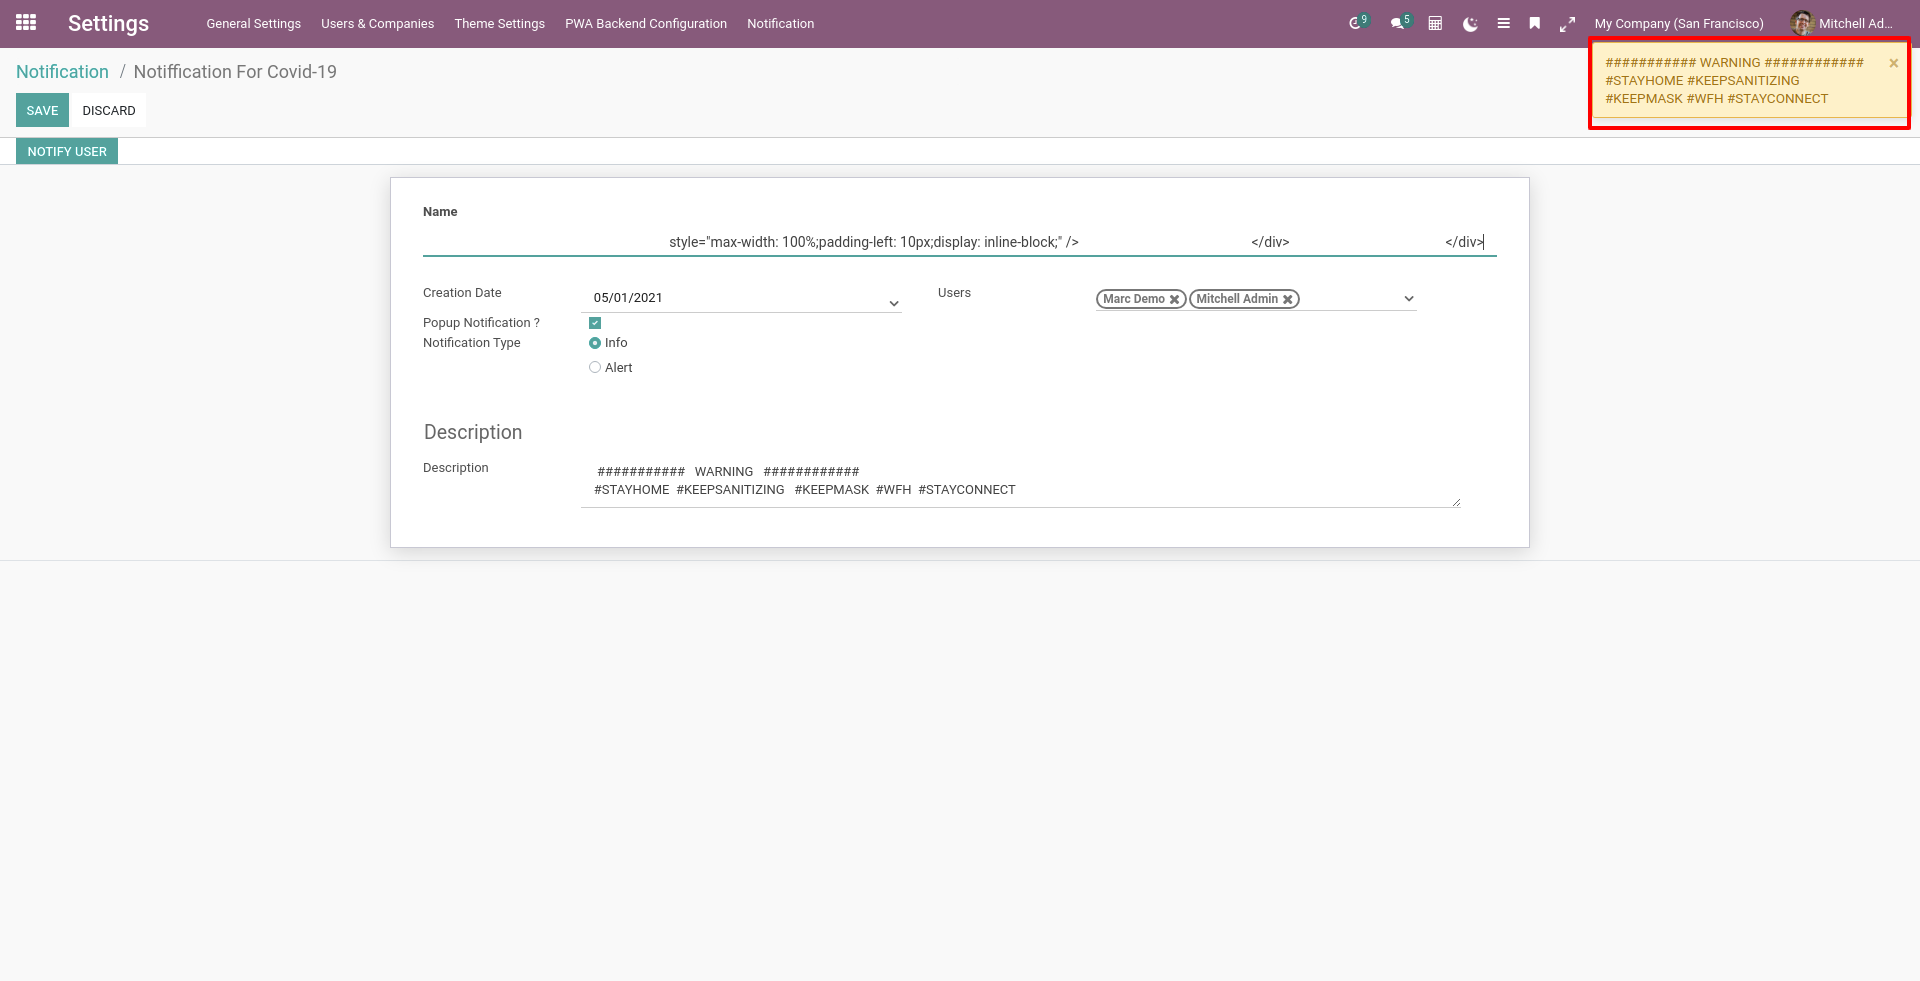 Settings General Settings Users & Companies Theme Settings PWA Backend Configuration Notification 9 5 My Company (San Francisco) Mitchell Ad...
Notification / Notiffication For Covid-19
########### WARNING ############ ×
#STAYHOME #KEEPSANITIZING
#KEEPMASK #WFH #STAYCONNECT
SAVE DISCARD
NOTIFY USER
Name
style="max-width: 100%;padding-left: 10px;display: inline-block;" /> </div> </div>
Creation Date 05/01/2021 Users Marc Demo Mitchell Admin
Popup Notification ?
Notification Type Info
Alert
Description
Description ########### WARNING ############
#STAYHOME #KEEPSANITIZING #KEEPMASK #WFH #STAYCONNECT